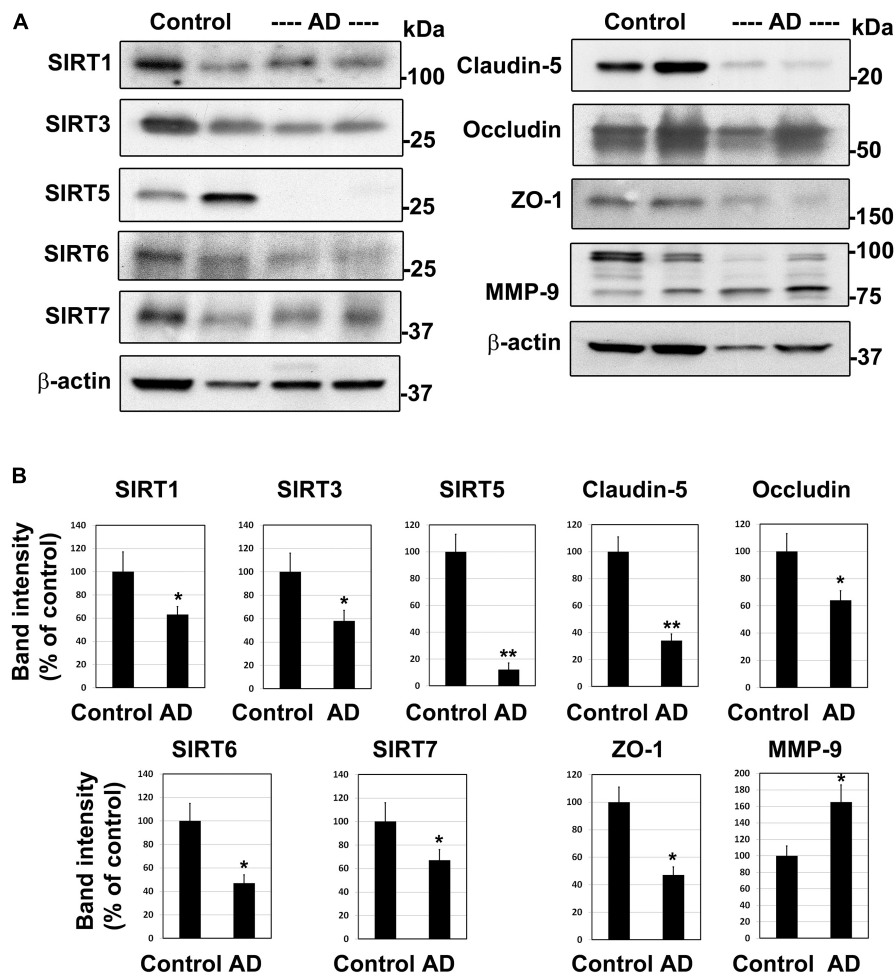 A
Control ---- AD ----
kDa
SIRT1
-100
SIRT3
-25
SIRT5
-25
SIRT6
-25
SIRT7
-37
β-actin
-37
Control ---- AD ----
kDa
Claudin-5
-20
Occludin
-50
ZO-1
-150
-100
MMP-9
-75
β-actin
-37
B
Band intensity
(% of control)
SIRT1
140
120
100
80
60
40
20
0
*
Control AD
SIRT3
140
120
100
80
60
40
20
0
*
Control AD
SIRT5
120
100
80
60
40
20
0
**
Control AD
Claudin-5
120
100
80
60
40
20
0
**
Control AD
Occludin
120
100
80
60
40
20
0
*
Control AD
Band intensity
(% of control)
SIRT6
140
120
100
80
60
40
20
0
*
Control AD
SIRT7
140
120
100
80
60
40
20
0
*
Control AD
ZO-1
120
100
80
60
40
20
0
*
Control AD
MMP-9
200
180
160
140
120
100
80
60
40
20
0
*
Control AD